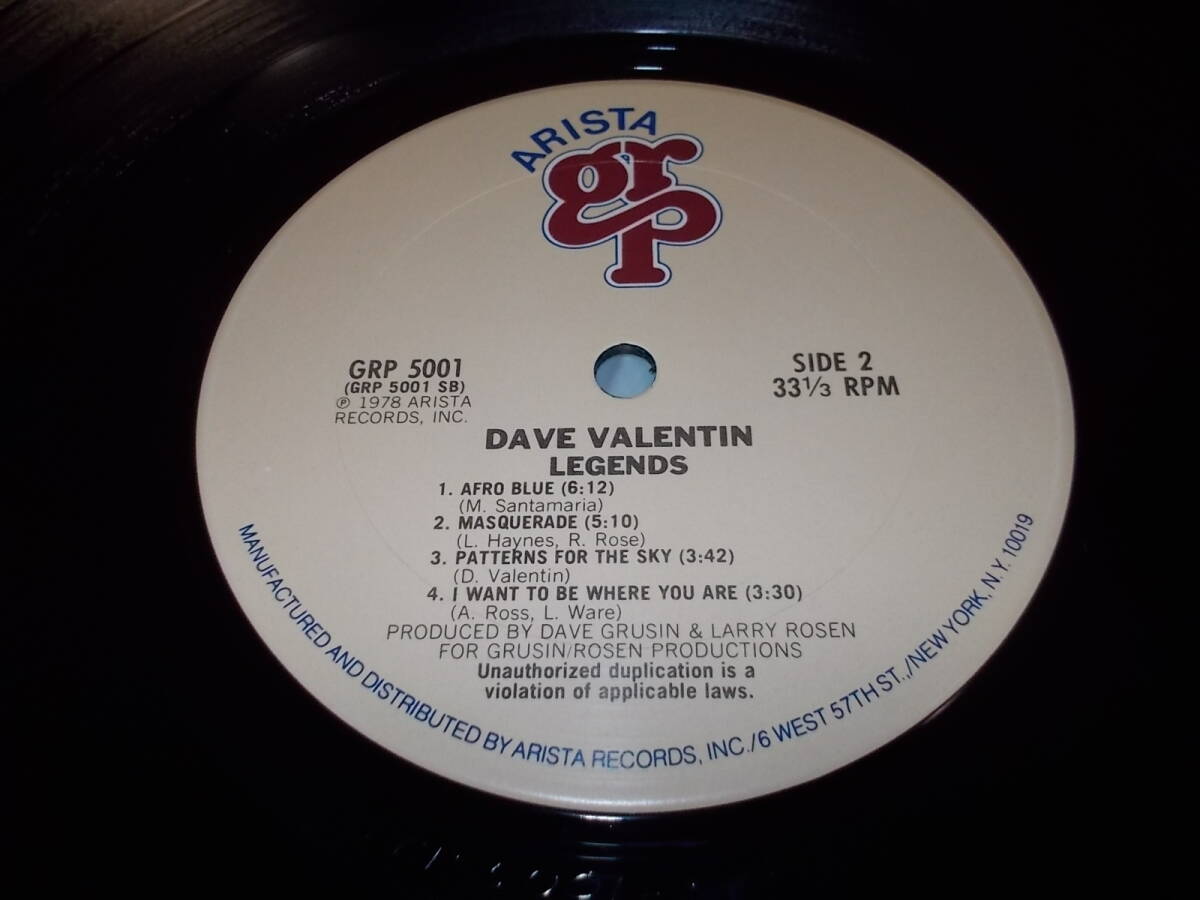 ARISTA
grp
GRP 5001
(GRP 5001 SB)
℗ 1978 ARISTA
RECORDS, INC.
SIDE 2
33⅓ RPM
DAVE VALENTIN
LEGENDS
1. AFRO BLUE (6:12)
(M. Santamaria)
2. MASQUERADE (5:10)
(L. Haynes, R. Rose)
3. PATTERNS FOR THE SKY (3:42)
(D. Valentin)
4. I WANT TO BE WHERE YOU ARE (3:30)
(A. Ross, L. Ware)
PRODUCED BY DAVE GRUSIN & LARRY ROSEN
FOR GRUSIN/ROSEN PRODUCTIONS
Unauthorized duplication is a
violation of applicable laws.
MANUFACTURED AND DISTRIBUTED BY ARISTA RECORDS, INC./6 WEST 57TH ST.,/NEW YORK, N.Y. 10019